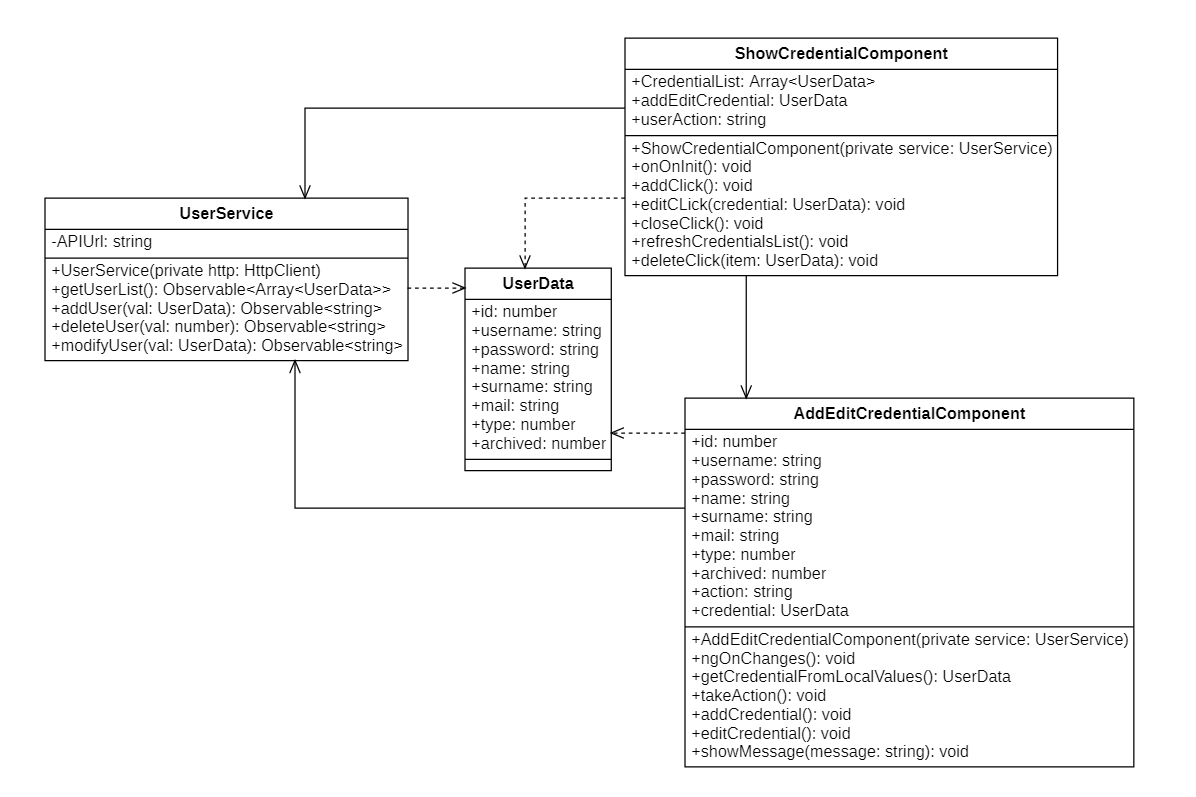 ShowCredentialComponent
+CredentialList: Array<UserData>
+addEditCredential: UserData
+userAction: string
+ShowCredentialComponent(private service: UserService)
+onOnInit(): void
+addClick(): void
+editCLick(credential: UserData): void
+closeClick(): void
+refreshCredentialsList(): void
+deleteClick(item: UserData): void
UserService
-APIUrl: string
+UserService(private http: HttpClient)
+getUserList(): Observable<Array<UserData>>
+addUser(val: UserData): Observable<string>
+deleteUser(val: number): Observable<string>
+modifyUser(val: UserData): Observable<string>
UserData
+id: number
+username: string
+password: string
+name: string
+surname: string
+mail: string
+type: number
+archived: number
AddEditCredentialComponent
+id: number
+username: string
+password: string
+name: string
+surname: string
+mail: string
+type: number
+archived: number
+action: string
+credential: UserData
+AddEditCredentialComponent(private service: UserService)
+ngOnChanges(): void
+getCredentialFromLocalValues(): UserData
+takeAction(): void
+addCredential(): void
+editCredential(): void
+showMessage(message: string): void